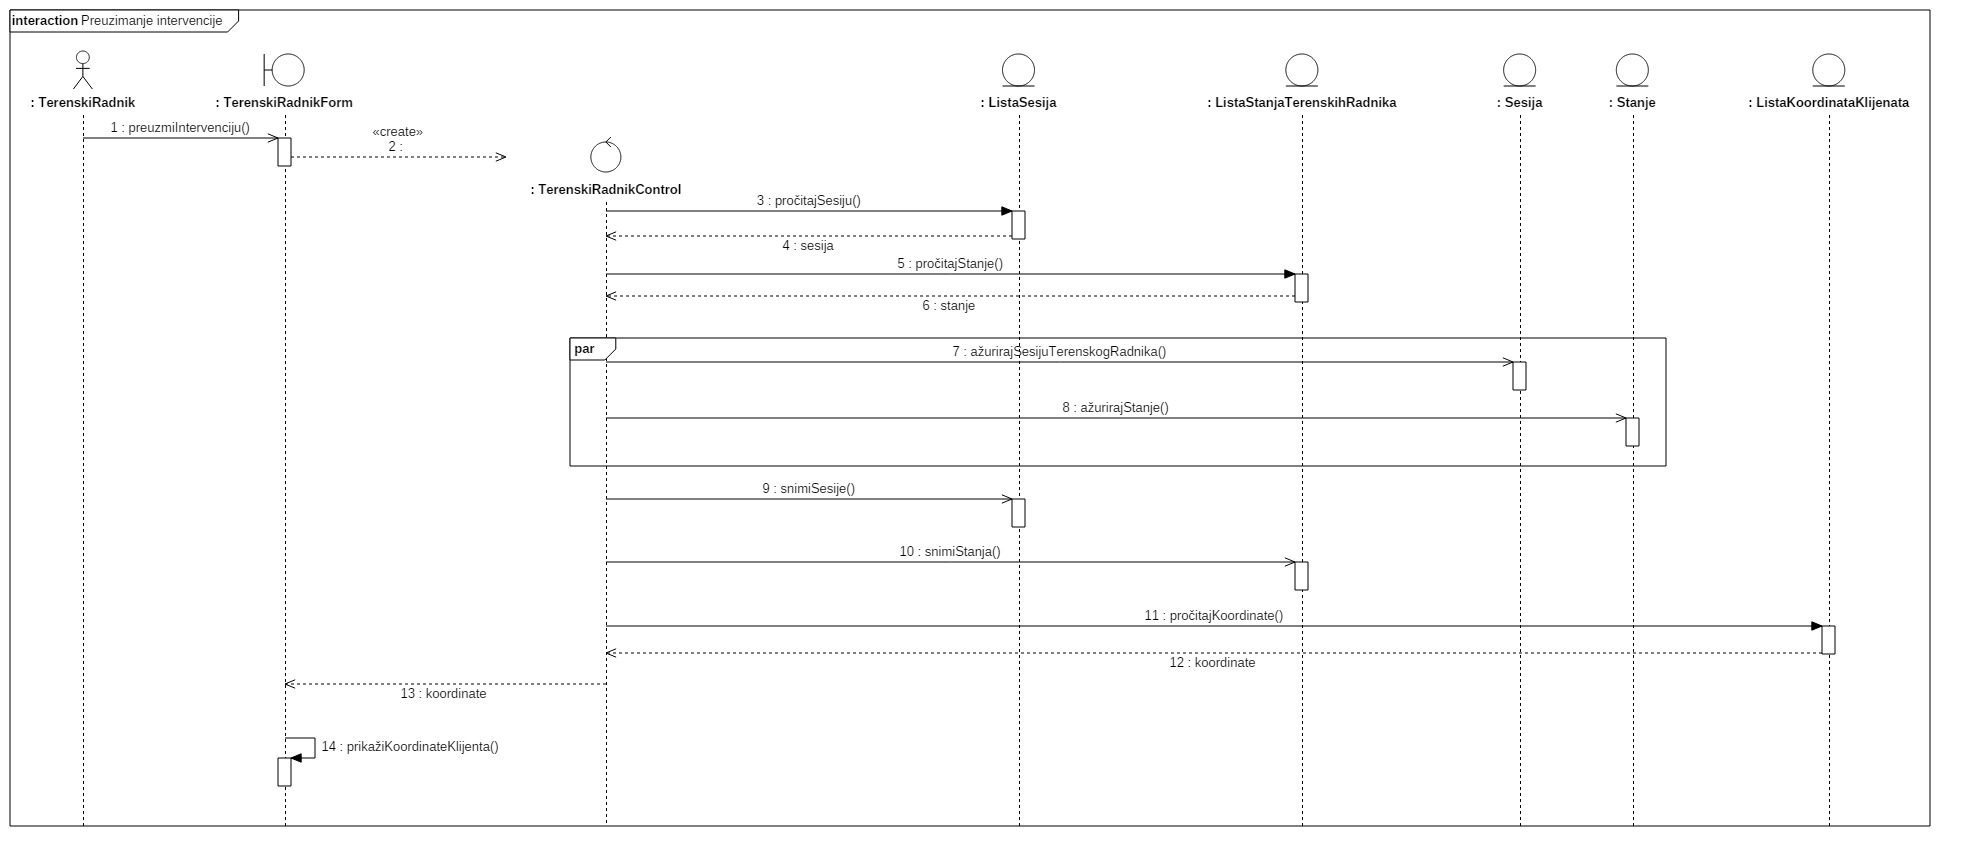 interaction Preuzimanje intervencije
: TerenskiRadnik
: TerenskiRadnikForm
: ListaSesija
: ListaStanjaTerenskihRadnika
: Sesija
: Stanje
: ListaKoordinataKlijenata
1 : preuzmiIntervenciju()
«create»
2 :
: TerenskiRadnikControl
3 : pročitajSesiju()
4 : sesija
5 : pročitajStanje()
6 : stanje
par
7 : ažurirajSesijuTerenskogRadnika()
8 : ažurirajStanje()
9 : snimiSesije()
10 : snimiStanja()
11 : pročitajKoordinate()
12 : koordinate
13 : koordinate
14 : prikažiKoordinateKlijenta()